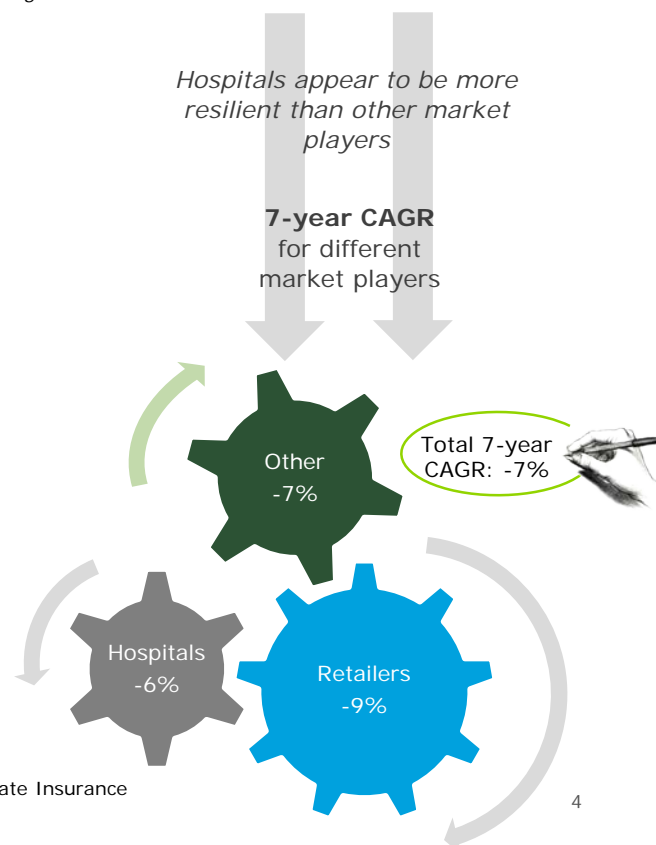 Hospitals appear to be more
resilient than other market
players
7-year CAGR
for different
market players
Other
-7%
Total 7-year
CAGR: -7%
Hospitals
-6%
Retailers
-9%
ate Insurance
4